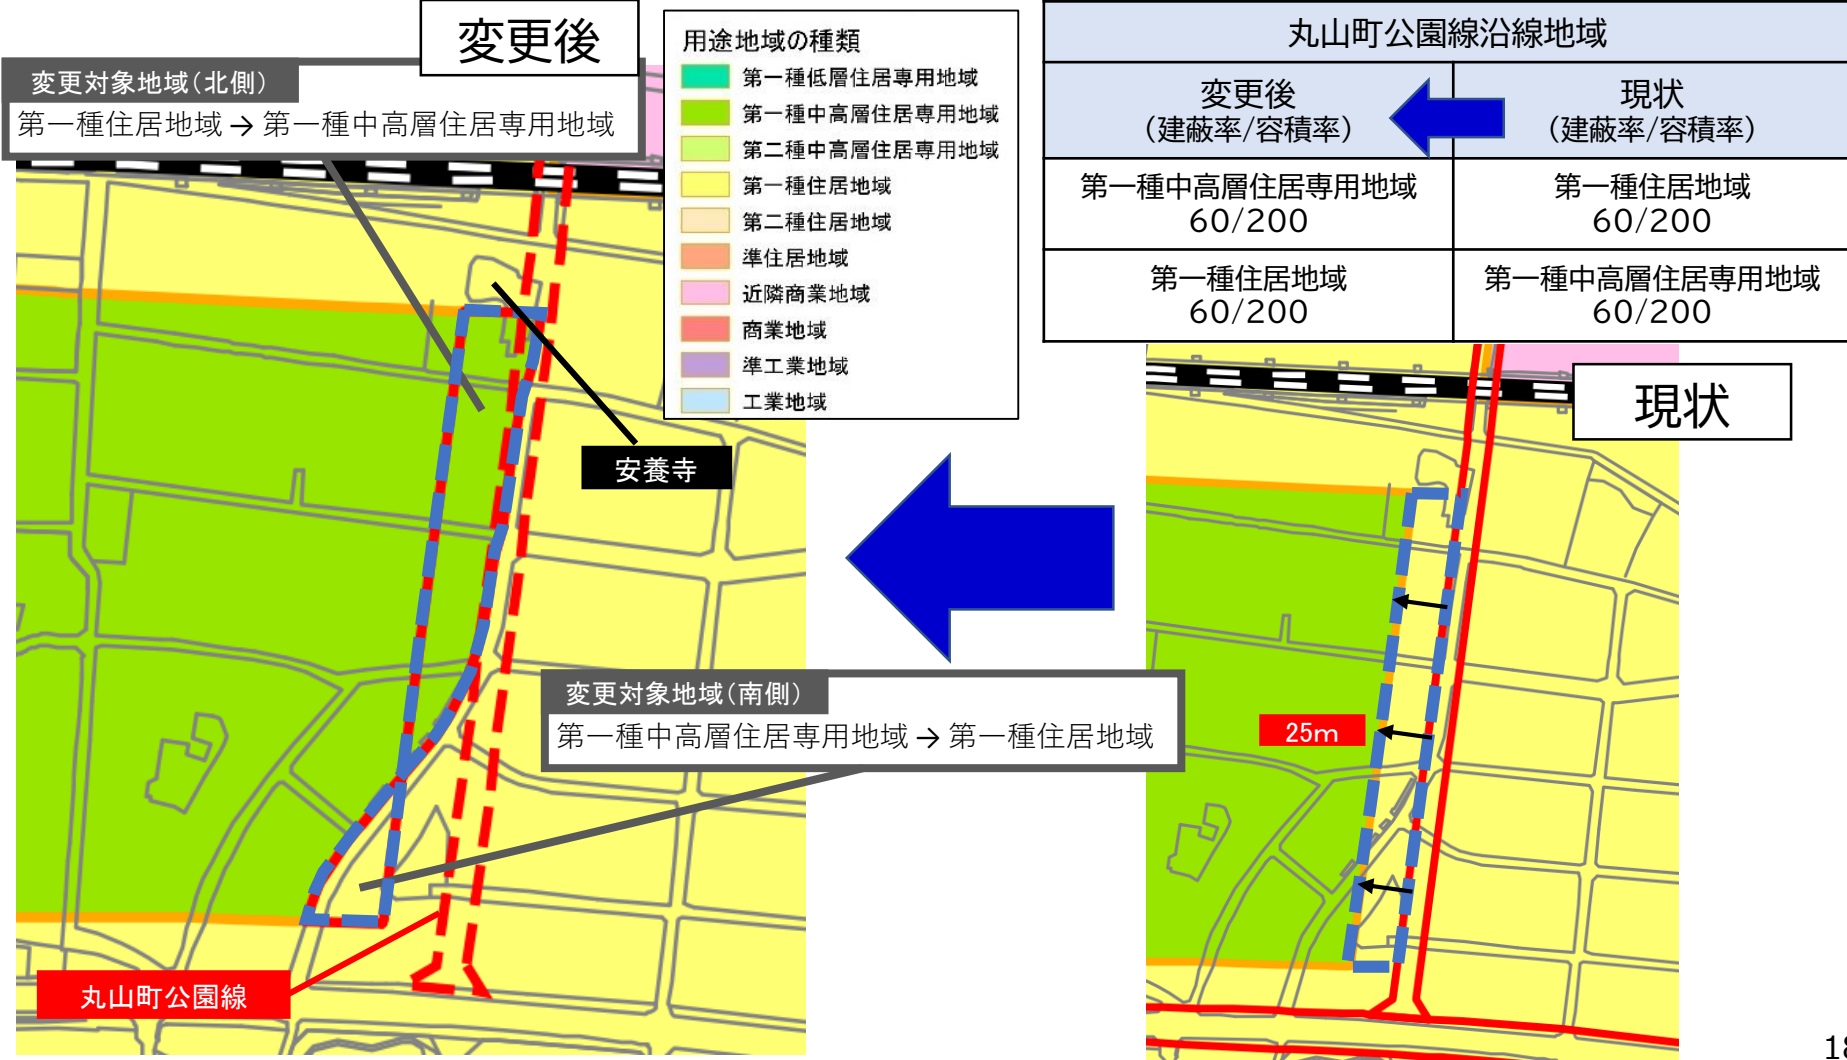 変更後
変更対象地域(北側)
第一種住居地域 → 第一種中高層住居専用地域
用途地域の種類
第一種低層住居専用地域
第一種中高層住居専用地域
第二種中高層住居専用地域
第一種住居地域
第二種住居地域
準住居地域
近隣商業地域
商業地域
準工業地域
工業地域
丸山町公園線沿線地域
変更後
(建蔽率/容積率)
現状
(建蔽率/容積率)
第一種中高層住居専用地域
60/200
第一種住居地域
60/200
第一種住居地域
60/200
第一種中高層住居専用地域
60/200
現状
安養寺
変更対象地域(南側)
第一種中高層住居専用地域 → 第一種住居地域
25m
丸山町公園線